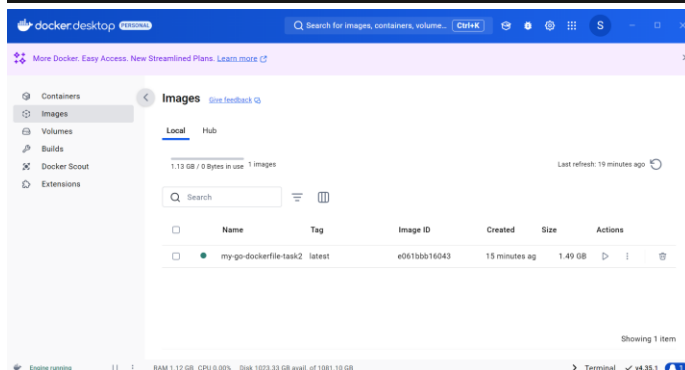 docker.desktop PERSONAL
Search for images, containers, volume... Ctrl+K
S
More Docker. Easy Access. New Streamlined Plans. Learn more
Containers
Images
Volumes
Builds
Docker Scout
Extensions
Images Give feedback
Local Hub
1.13 GB / 0 Bytes in use 1 images
Last refresh: 19 minutes ago
Search
Name Tag Image ID Created Size Actions
my-go-dockerfile-task2 latest e061bbb16043 15 minutes ag 1.49 GB
Showing 1 item
Engine running RAM 1.12 GB CPU 0.00% Disk 1023.33 GB avail. of 1081.10 GB Terminal v4.35.1 1